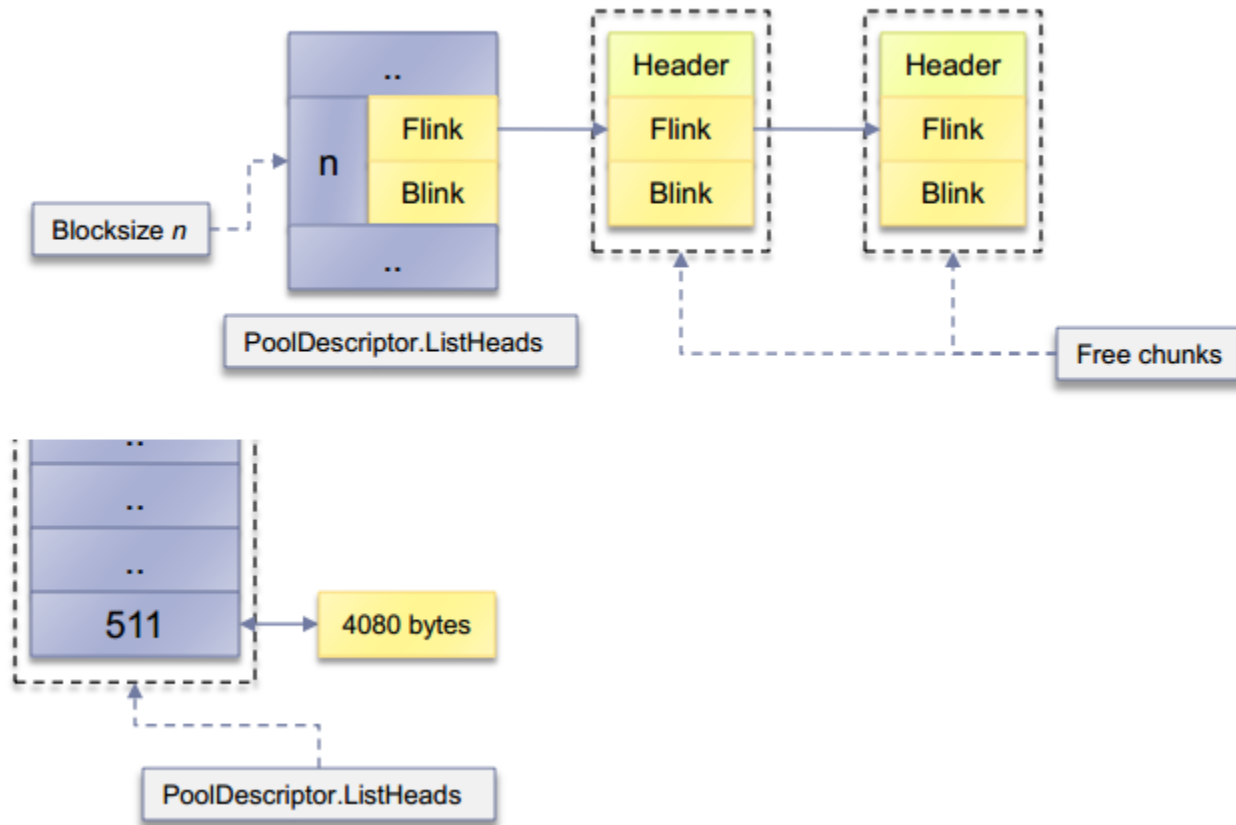 ..
Header
Header
Flink
Flink
Flink
n
Blink
Blink
Blink
Blocksize n
..
PoolDescriptor.ListHeads
Free chunks
..
..
..
511
4080 bytes
PoolDescriptor.ListHeads